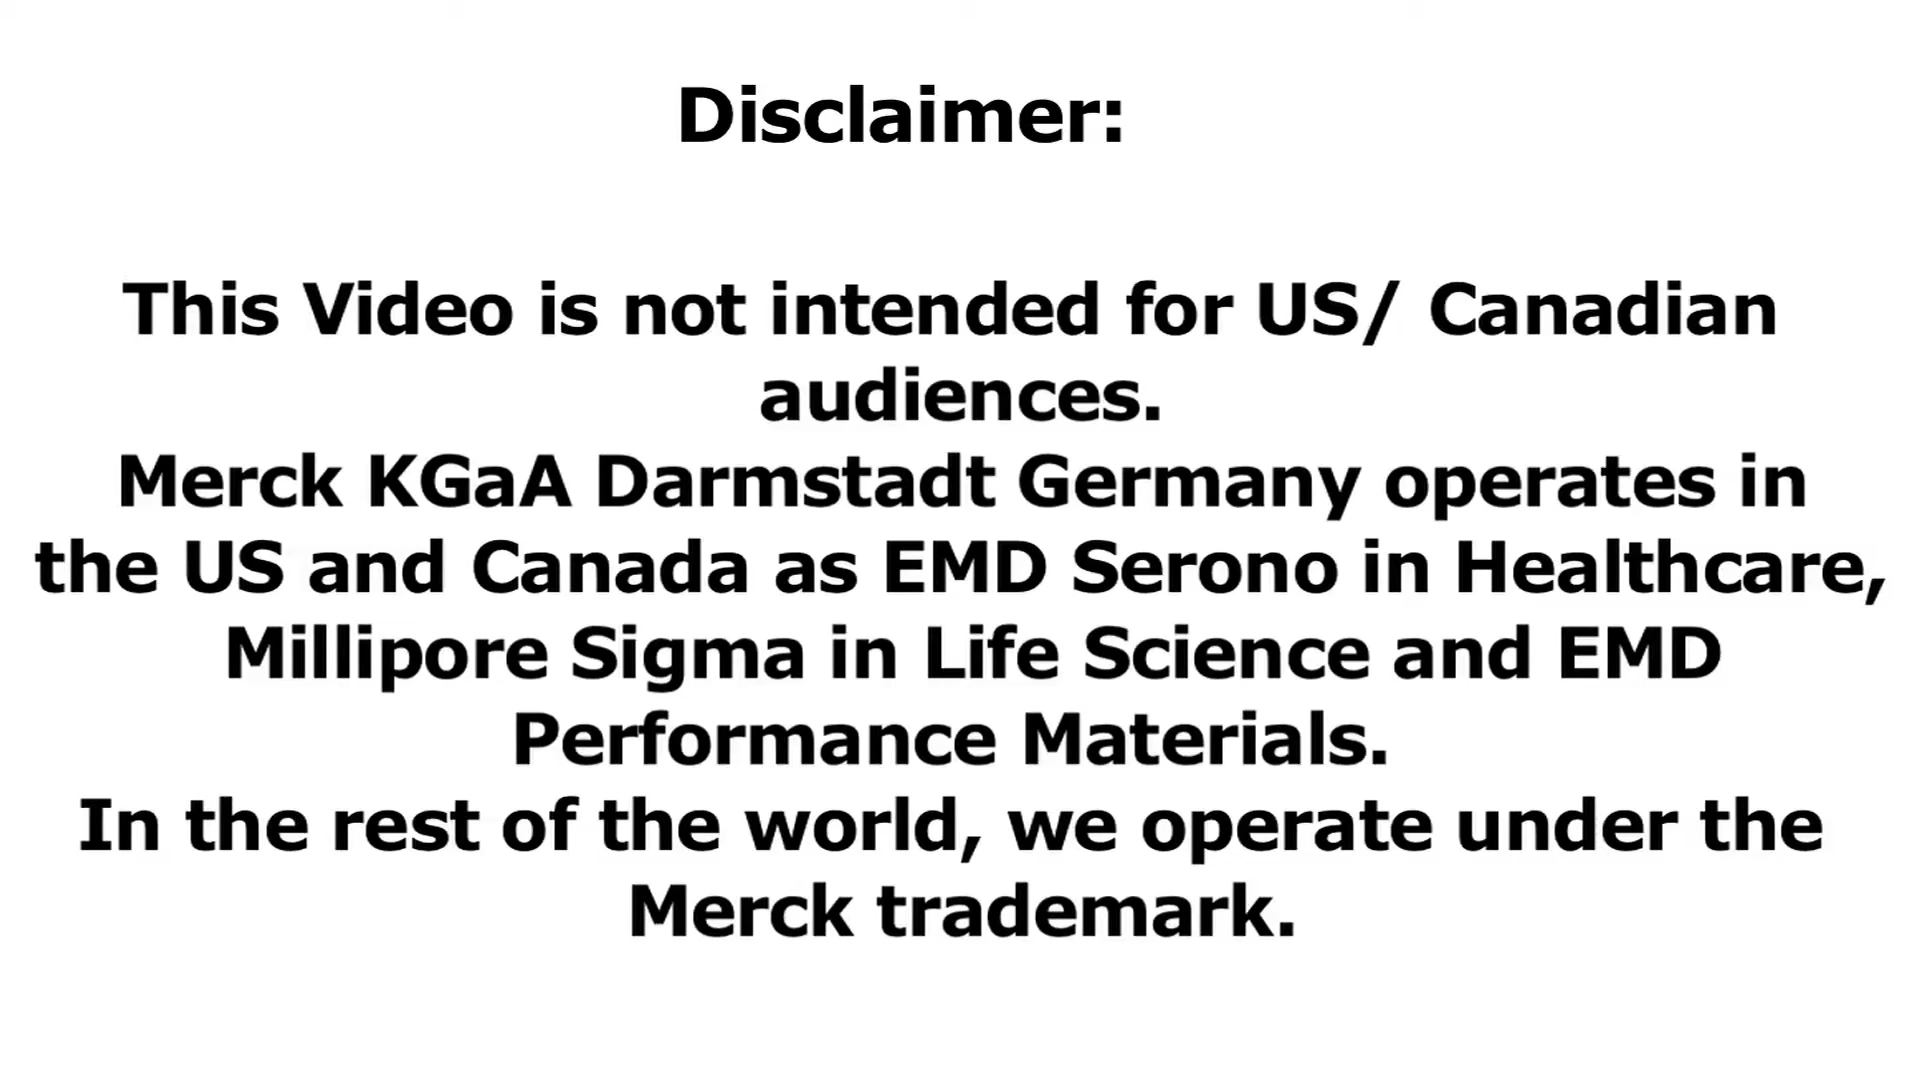 Disclaimer:
This Video is not intended for US/ Canadian
audiences.
Merck KGaA Darmstadt Germany operates in
the US and Canada as EMD Serono in Healthcare,
Millipore Sigma in Life Science and EMD
Performance Materials.
In the rest of the world, we operate under the
Merck trademark.